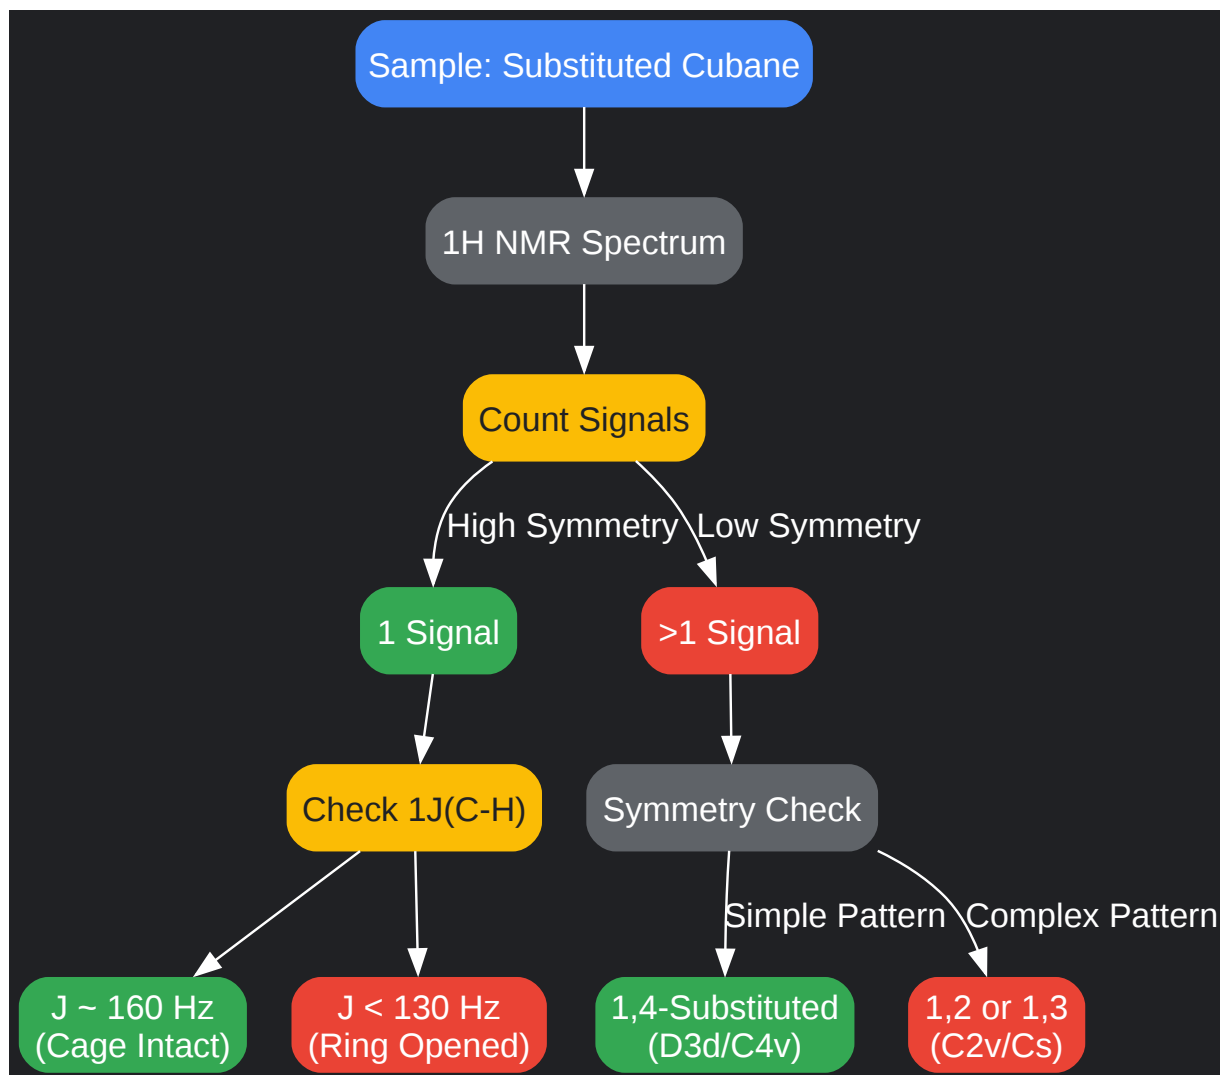 Sample: Substituted Cubane
1H NMR Spectrum
Count Signals
High Symmetry
Low Symmetry
1 Signal
>1 Signal
Check 1J(C-H)
Symmetry Check
Simple Pattern
Complex Pattern
J ~ 160 Hz
(Cage Intact)
J < 130 Hz
(Ring Opened)
1,4-Substituted
(D3d/C4v)
1,2 or 1,3
(C2v/Cs)